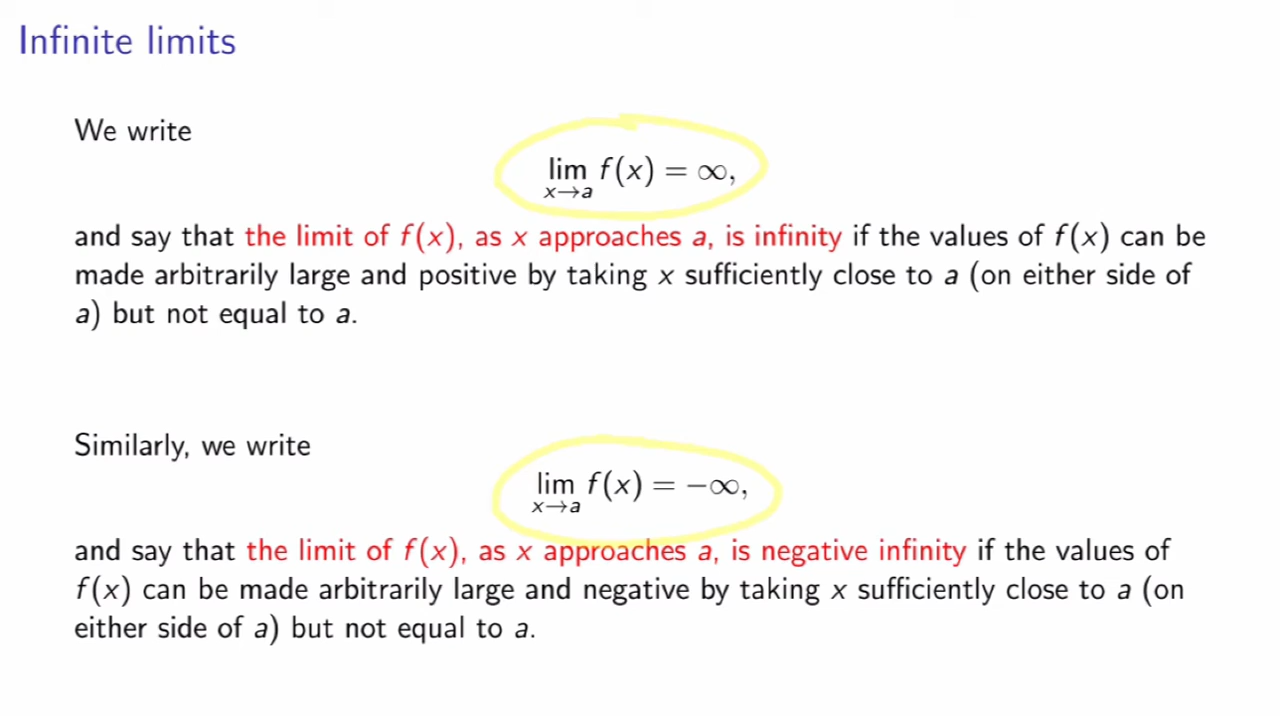 Infinite limits
We write
lim f(x) = ∞,
x→a
and say that the limit of f(x), as x approaches a, is infinity if the values of f(x) can be
made arbitrarily large and positive by taking x sufficiently close to a (on either side of
a) but not equal to a.
Similarly, we write
lim f(x) = −∞,
x→a
and say that the limit of f(x), as x approaches a, is negative infinity if the values of
f(x) can be made arbitrarily large and negative by taking x sufficiently close to a (on
either side of a) but not equal to a.